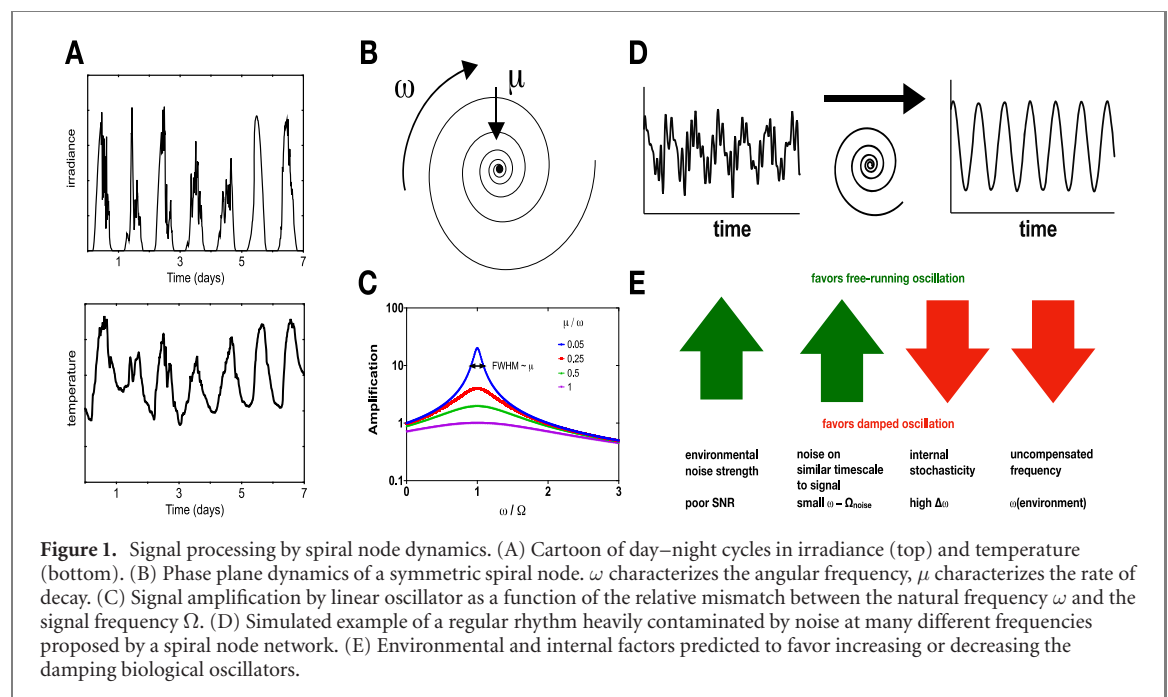 A
irradiance
1 3 5 7
Time (days)
temperature
1 3 5 7
Time (days)
B
ω
μ
C
100
10
1
0.1
Amplification
0 1 2 3
ω / Ω
FWHM ~ μ
μ / ω
0.05
0.25
0.5
1
D
time
time
E
favors free-running oscillation
favors damped oscillation
environmental
noise strength
poor SNR
noise on
similar timescale
to signal
small ω – Ωnoise
internal
stochasticity
high Δω
uncompensated
frequency
ω(environment)
Figure 1. Signal processing by spiral node dynamics. (A) Cartoon of day–night cycles in irradiance (top) and temperature
(bottom). (B) Phase plane dynamics of a symmetric spiral node. ω characterizes the angular frequency, μ characterizes the rate of
decay. (C) Signal amplification by linear oscillator as a function of the relative mismatch between the natural frequency ω and the
signal frequency Ω. (D) Simulated example of a regular rhythm heavily contaminated by noise at many different frequencies
proposed by a spiral node network. (E) Environmental and internal factors predicted to favor increasing or decreasing the
damping biological oscillators.